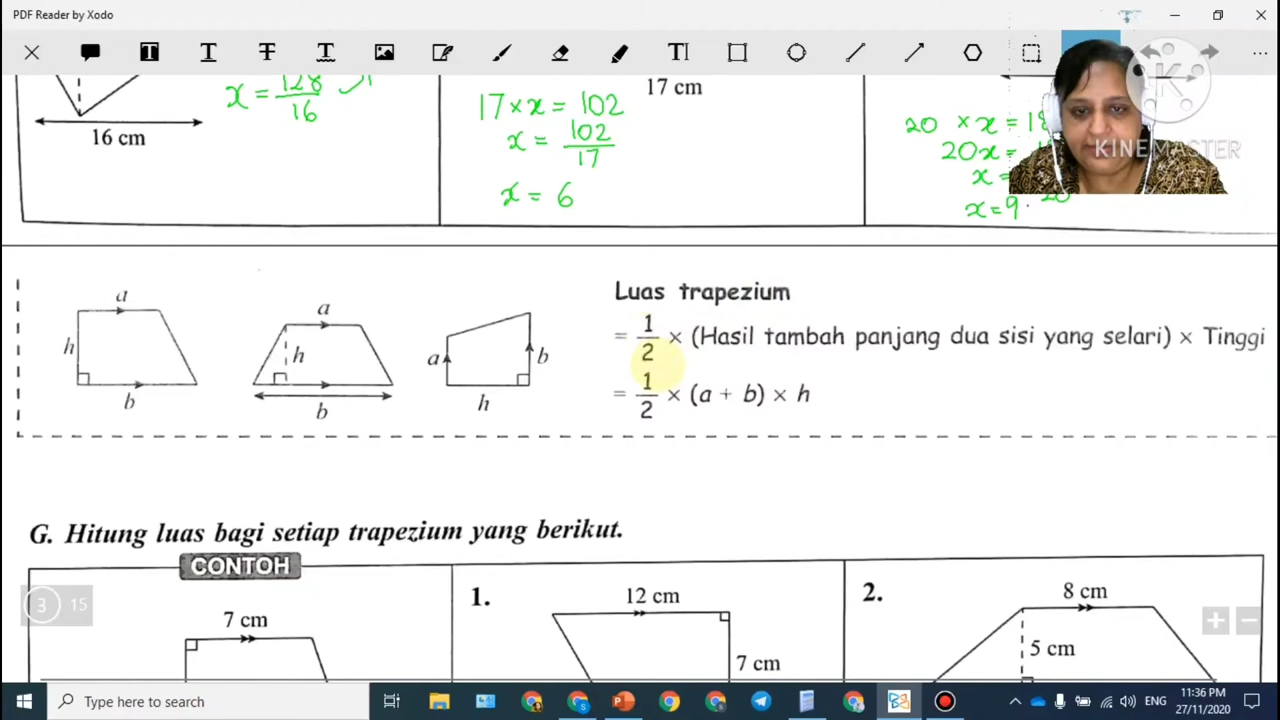 PDF Reader by Xodo
x = 128/16
16 cm
17 × x = 102
x = 102/17
x = 6
17 cm
20 × x = 18
20x =
x =
x = 9
KINEMASTER
a
h
b
a
h
b
a
b
h
Luas trapezium
= 1/2 × (Hasil tambah panjang dua sisi yang selari) × Tinggi
= 1/2 × (a + b) × h
G. Hitung luas bagi setiap trapezium yang berikut.
CONTOH
7 cm
1.
12 cm
7 cm
2.
8 cm
5 cm
3 15
Type here to search
ENG
11:36 PM
27/11/2020